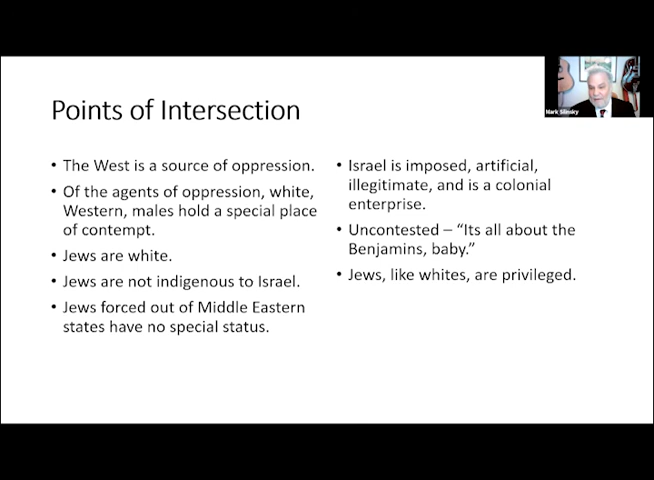 Points of Intersection
• The West is a source of oppression.
• Of the agents of oppression, white,
Western, males hold a special place
of contempt.
• Jews are white.
• Jews are not indigenous to Israel.
• Jews forced out of Middle Eastern
states have no special status.
• Israel is imposed, artificial,
illegitimate, and is a colonial
enterprise.
• Uncontested – “Its all about the
Benjamins, baby.”
• Jews, like whites, are privileged.
Mark